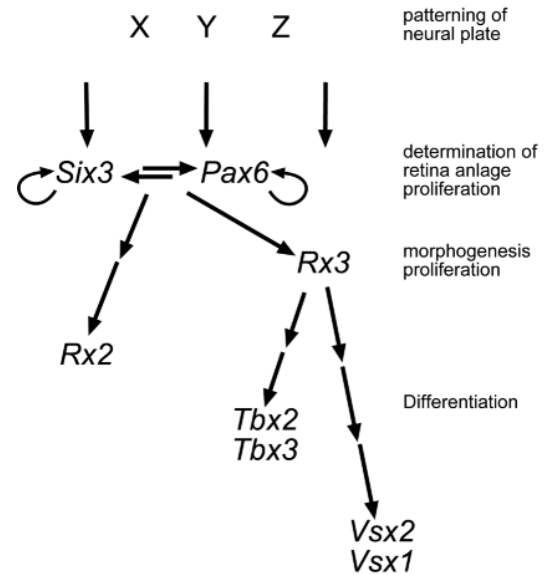 patterning of
neural plate
X Y Z
Six3 Pax6
determination of
retina anlage
proliferation
Rx3
morphogenesis
proliferation
Rx2
Differentiation
Tbx2
Tbx3
Vsx2
Vsx1